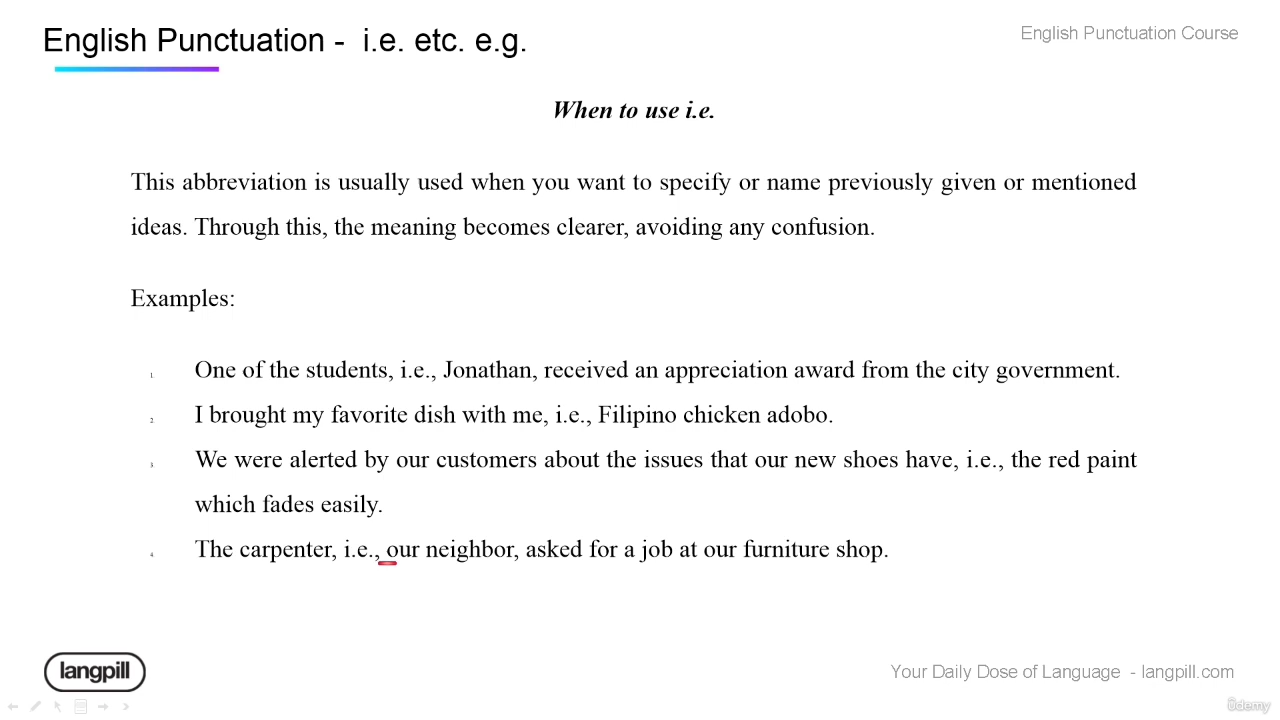 English Punctuation - i.e. etc. e.g.
English Punctuation Course
When to use i.e.
This abbreviation is usually used when you want to specify or name previously given or mentioned
ideas. Through this, the meaning becomes clearer, avoiding any confusion.
Examples:
1. One of the students, i.e., Jonathan, received an appreciation award from the city government.
2. I brought my favorite dish with me, i.e., Filipino chicken adobo.
3. We were alerted by our customers about the issues that our new shoes have, i.e., the red paint
which fades easily.
4. The carpenter, i.e., our neighbor, asked for a job at our furniture shop.
langpill
Your Daily Dose of Language - langpill.com
ûdemy